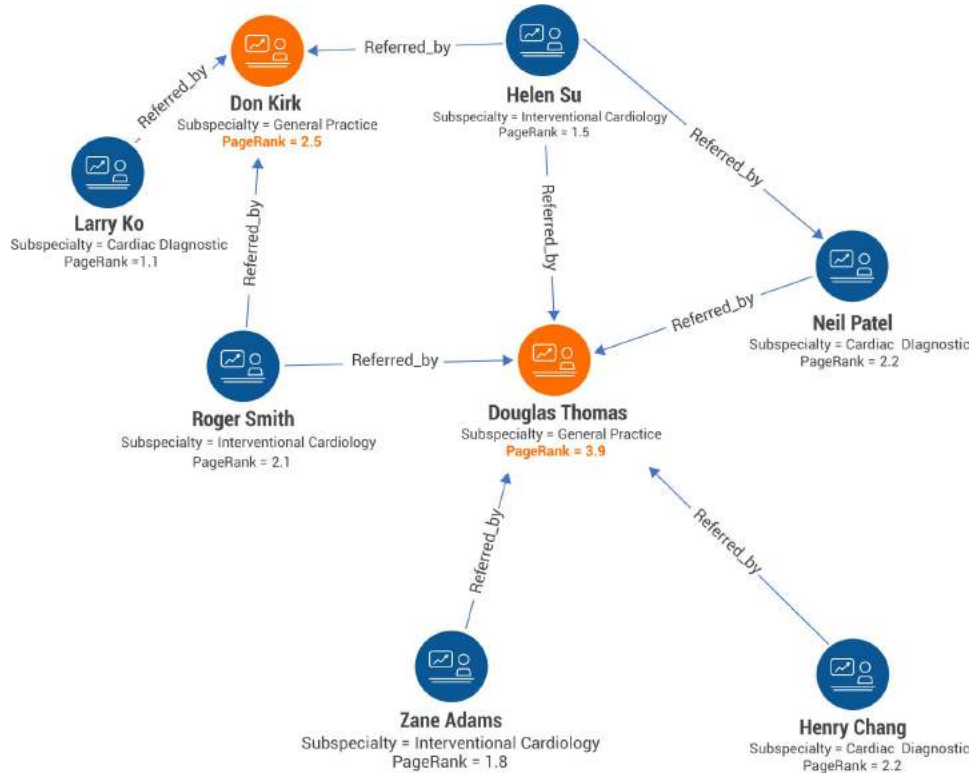 Referred_by
Don Kirk
Subspecialty = General Practice
PageRank = 2.5
Helen Su
Subspecialty = Interventional Cardiology
PageRank = 1.5
Referred_by
Referred_by
Larry Ko
Subspecialty = Cardiac DIagnostic
PageRank =1.1
Referred_by
Referred_by
Referred_by
Neil Patel
Subspecialty = Cardiac DIagnostic
PageRank = 2.2
Referred_by
Roger Smith
Subspecialty = Interventional Cardiology
PageRank = 2.1
Douglas Thomas
Subspecialty = General Practice
PageRank = 3.9
Referred_by
Referred_by
Zane Adams
Subspecialty = Interventional Cardiology
PageRank = 1.8
Henry Chang
Subspecialty = Cardiac DIagnostic
PageRank = 2.2